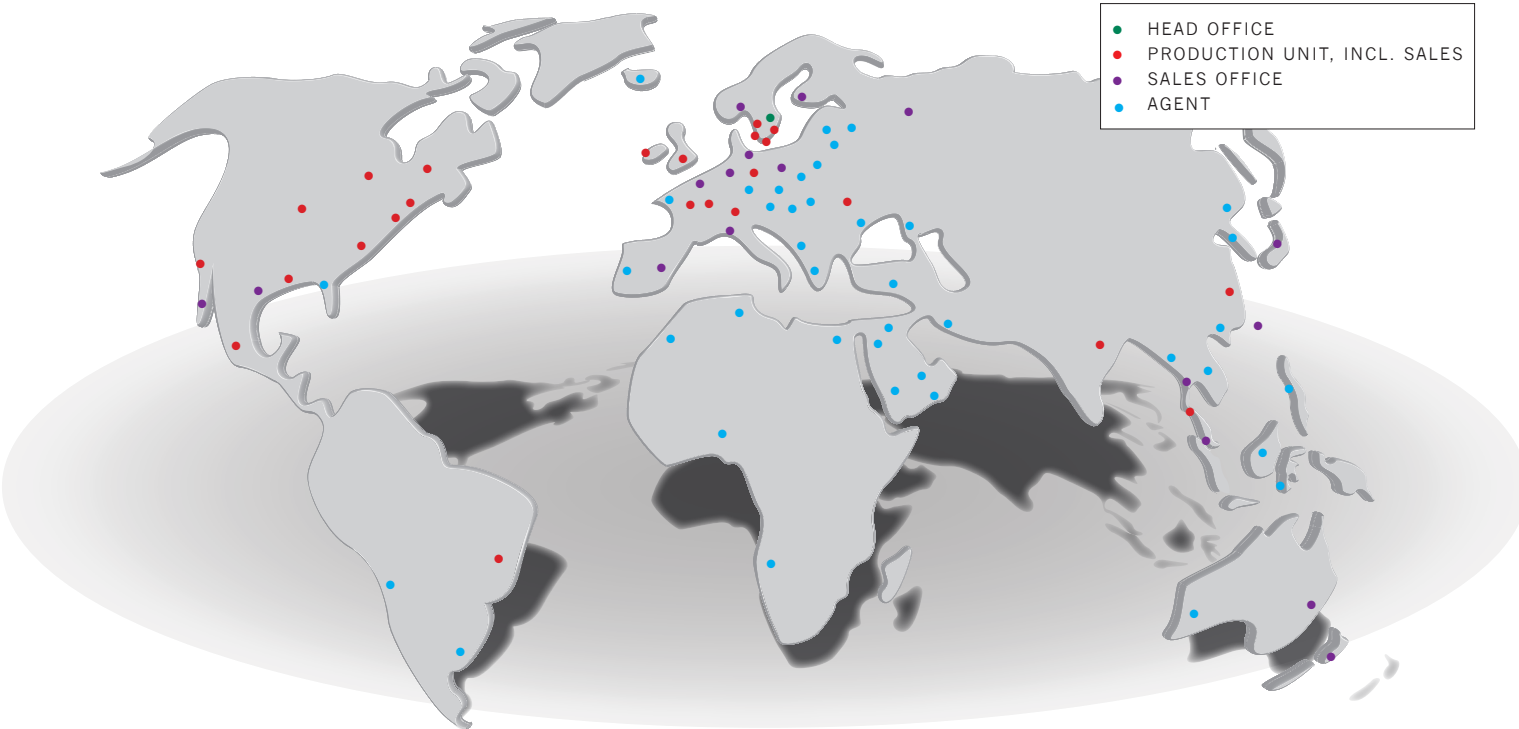 HEAD OFFICE
PRODUCTION UNIT, INCL. SALES
SALES OFFICE
AGENT